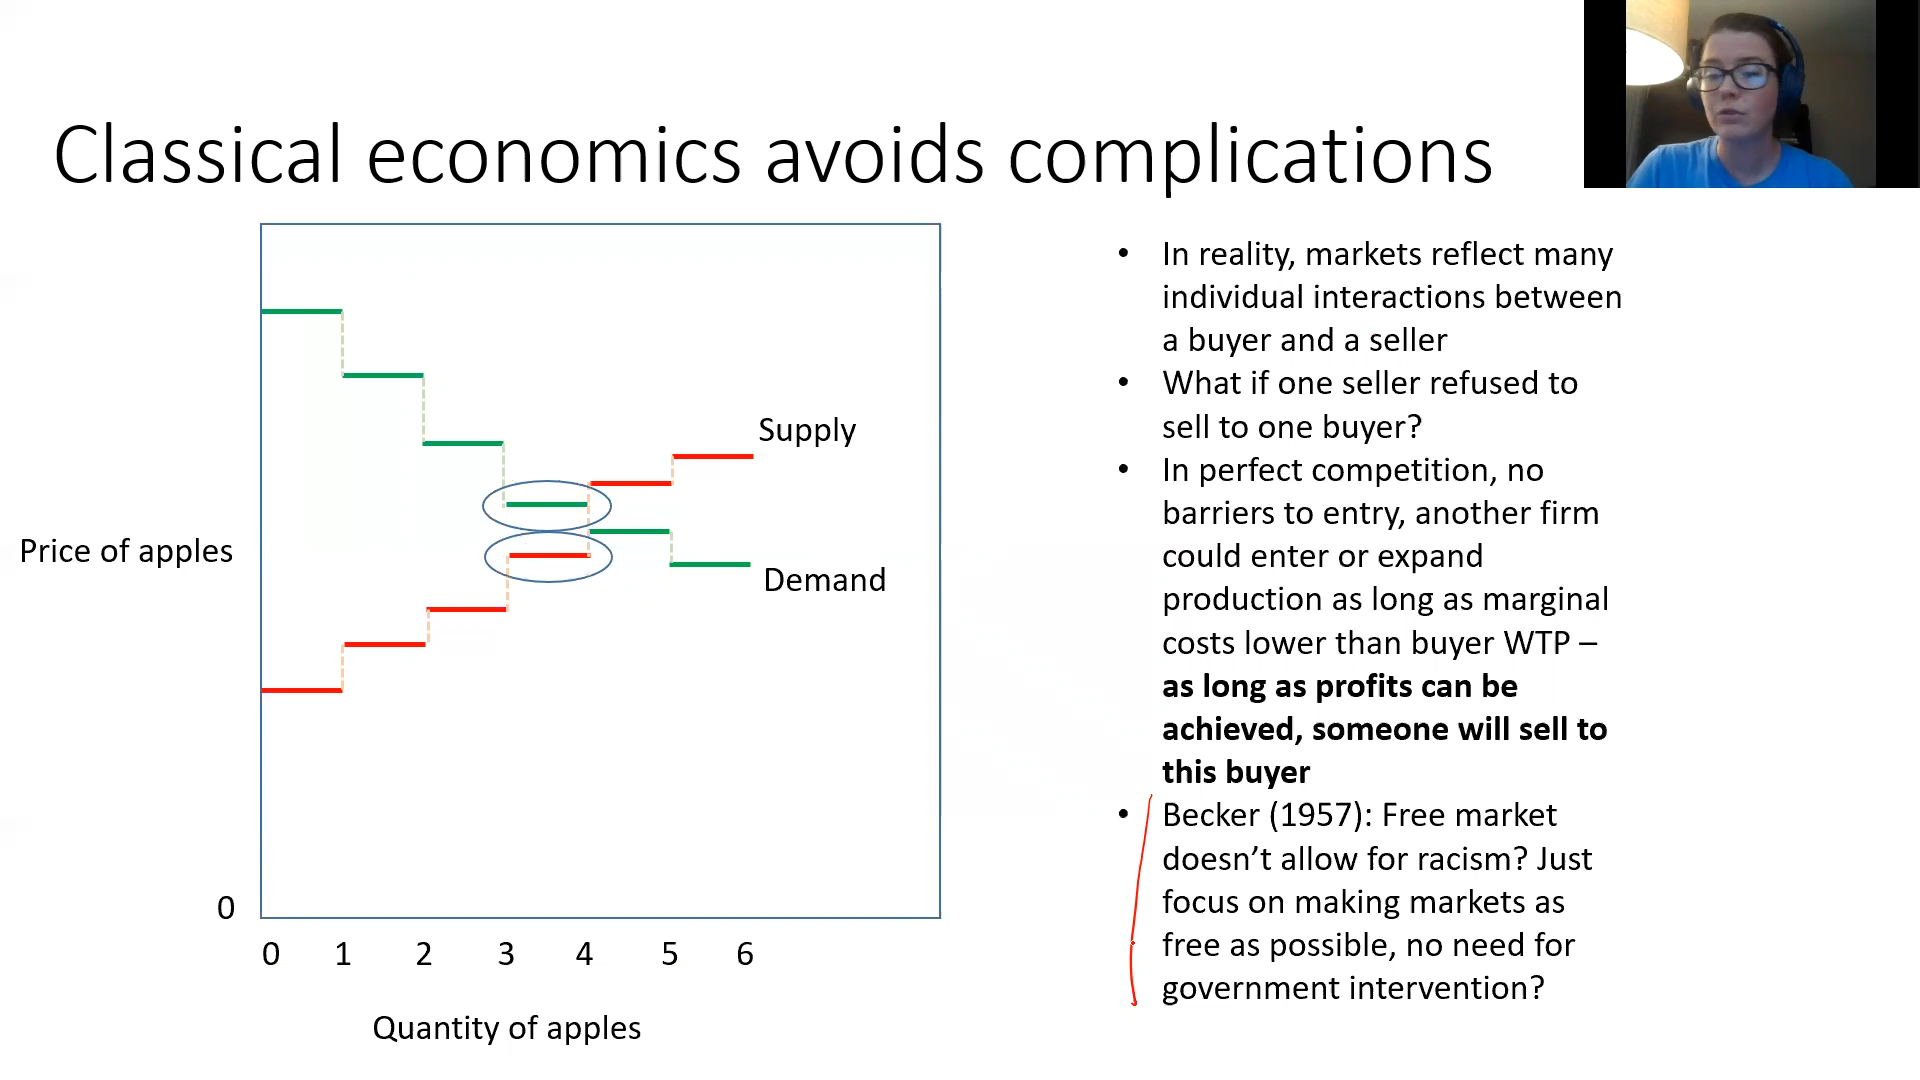 Classical economics avoids complications
Supply
Price of apples
Demand
0
0 1 2 3 4 5 6
Quantity of apples
• In reality, markets reflect many
individual interactions between
a buyer and a seller
• What if one seller refused to
sell to one buyer?
• In perfect competition, no
barriers to entry, another firm
could enter or expand
production as long as marginal
costs lower than buyer WTP –
as long as profits can be
achieved, someone will sell to
this buyer
• Becker (1957): Free market
doesn’t allow for racism? Just
focus on making markets as
free as possible, no need for
government intervention?